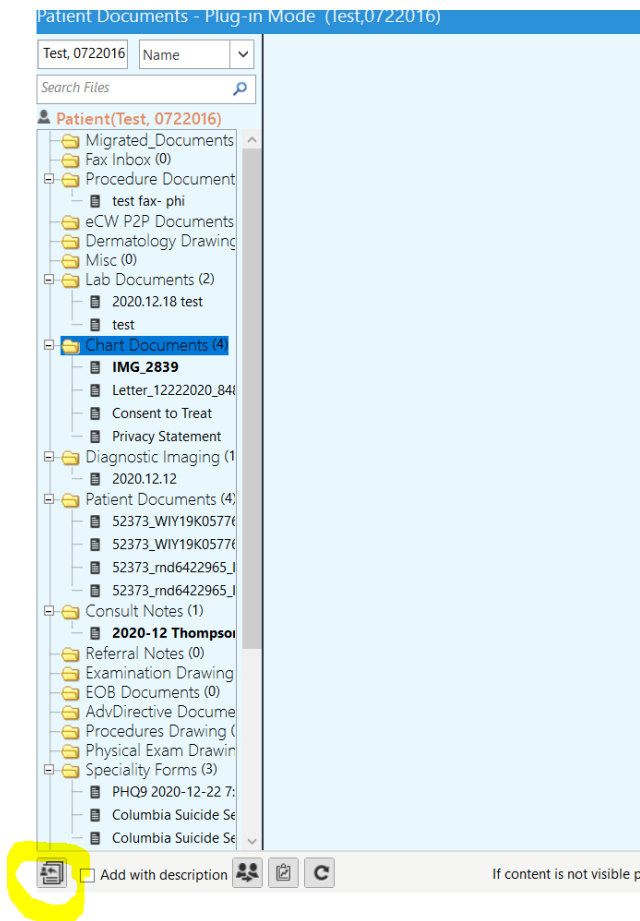 Patient Documents - Plug-in Mode (Test,0722016)
Test, 0722016 Name
Search Files
Patient(Test, 0722016)
Migrated_Documents
Fax Inbox (0)
Procedure Document
test fax- phi
eCW P2P Documents
Dermatology Drawing
Misc (0)
Lab Documents (2)
2020.12.18 test
test
Chart Documents (4)
IMG_2839
Letter_12222020_848
Consent to Treat
Privacy Statement
Diagnostic Imaging (1
2020.12.12
Patient Documents (4)
52373_WIY19K05776
52373_WIY19K05776
52373_rnd6422965_I
52373_rnd6422965_I
Consult Notes (1)
2020-12 Thompson
Referral Notes (0)
Examination Drawing
EOB Documents (0)
AdvDirective Docume
Procedures Drawing (
Physical Exam Drawin
Speciality Forms (3)
PHQ9 2020-12-22 7:
Columbia Suicide Se
Columbia Suicide Se
Add with description If content is not visible p